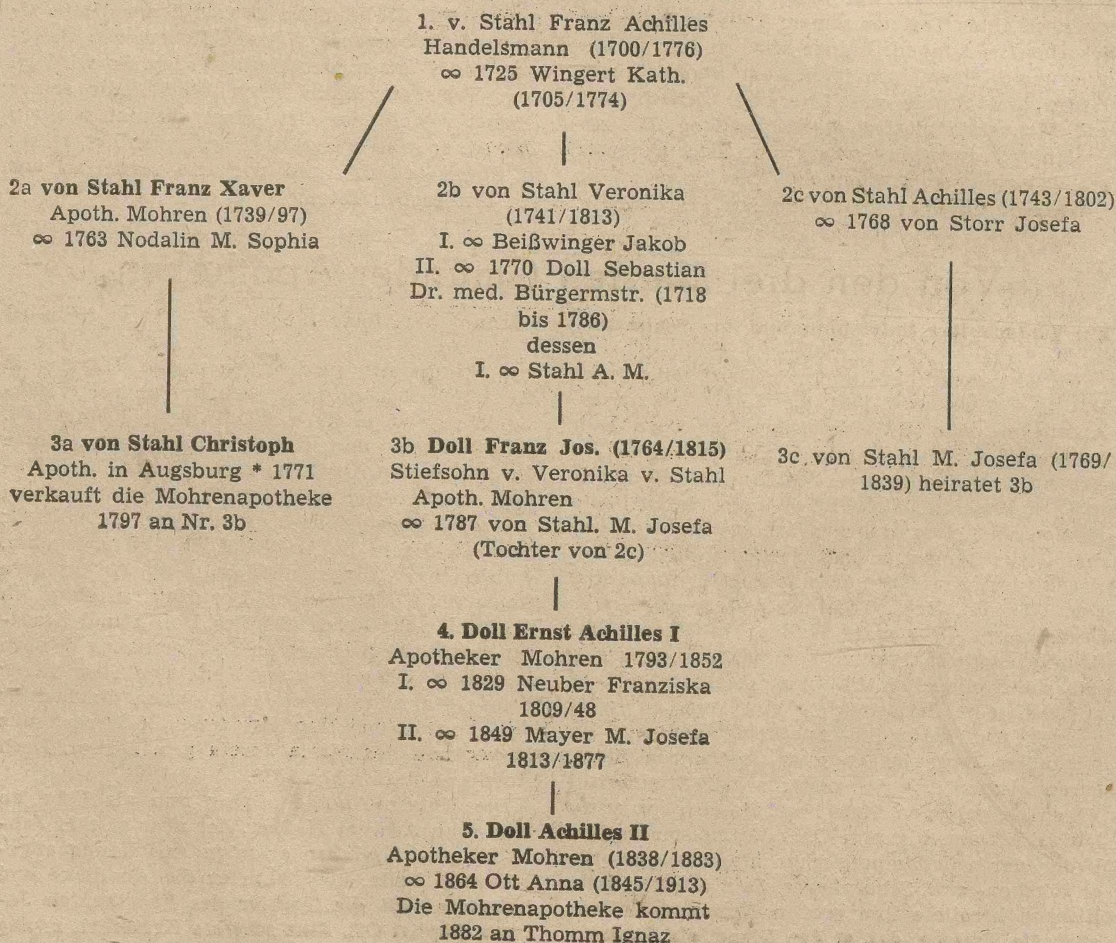 1. v. Stahl Franz Achilles
Handelsmann (1700/1776)
∞ 1725 Wingert Kath.
(1705/1774)
2a von Stahl Franz Xaver
Apoth. Mohren (1739/97)
∞ 1763 Nodalin M. Sophia
2b von Stahl Veronika
(1741/1813)
I. ∞ Beißwinger Jakob
II. ∞ 1770 Doll Sebastian
Dr. med. Bürgermstr. (1718
bis 1786)
dessen
I. ∞ Stahl A. M.
2c von Stahl Achilles (1743/1802)
∞ 1768 von Storr Josefa
3a von Stahl Christoph
Apoth. in Augsburg * 1771
verkauft die Mohrenapotheke
1797 an Nr. 3b
3b Doll Franz Jos. (1764/1815)
Stiefsohn v. Veronika v. Stahl
Apoth. Mohren
∞ 1787 von Stahl. M. Josefa
(Tochter von 2c)
3c von Stahl M. Josefa (1769/
1839) heiratet 3b
4. Doll Ernst Achilles I
Apotheker Mohren 1793/1852
I. ∞ 1829 Neuber Franziska
1809/48
II. ∞ 1849 Mayer M. Josefa
1813/1877
5. Doll Achilles II
Apotheker Mohren (1838/1883)
∞ 1864 Ott Anna (1845/1913)
Die Mohrenapotheke kommt
1882 an Thomm Ignaz